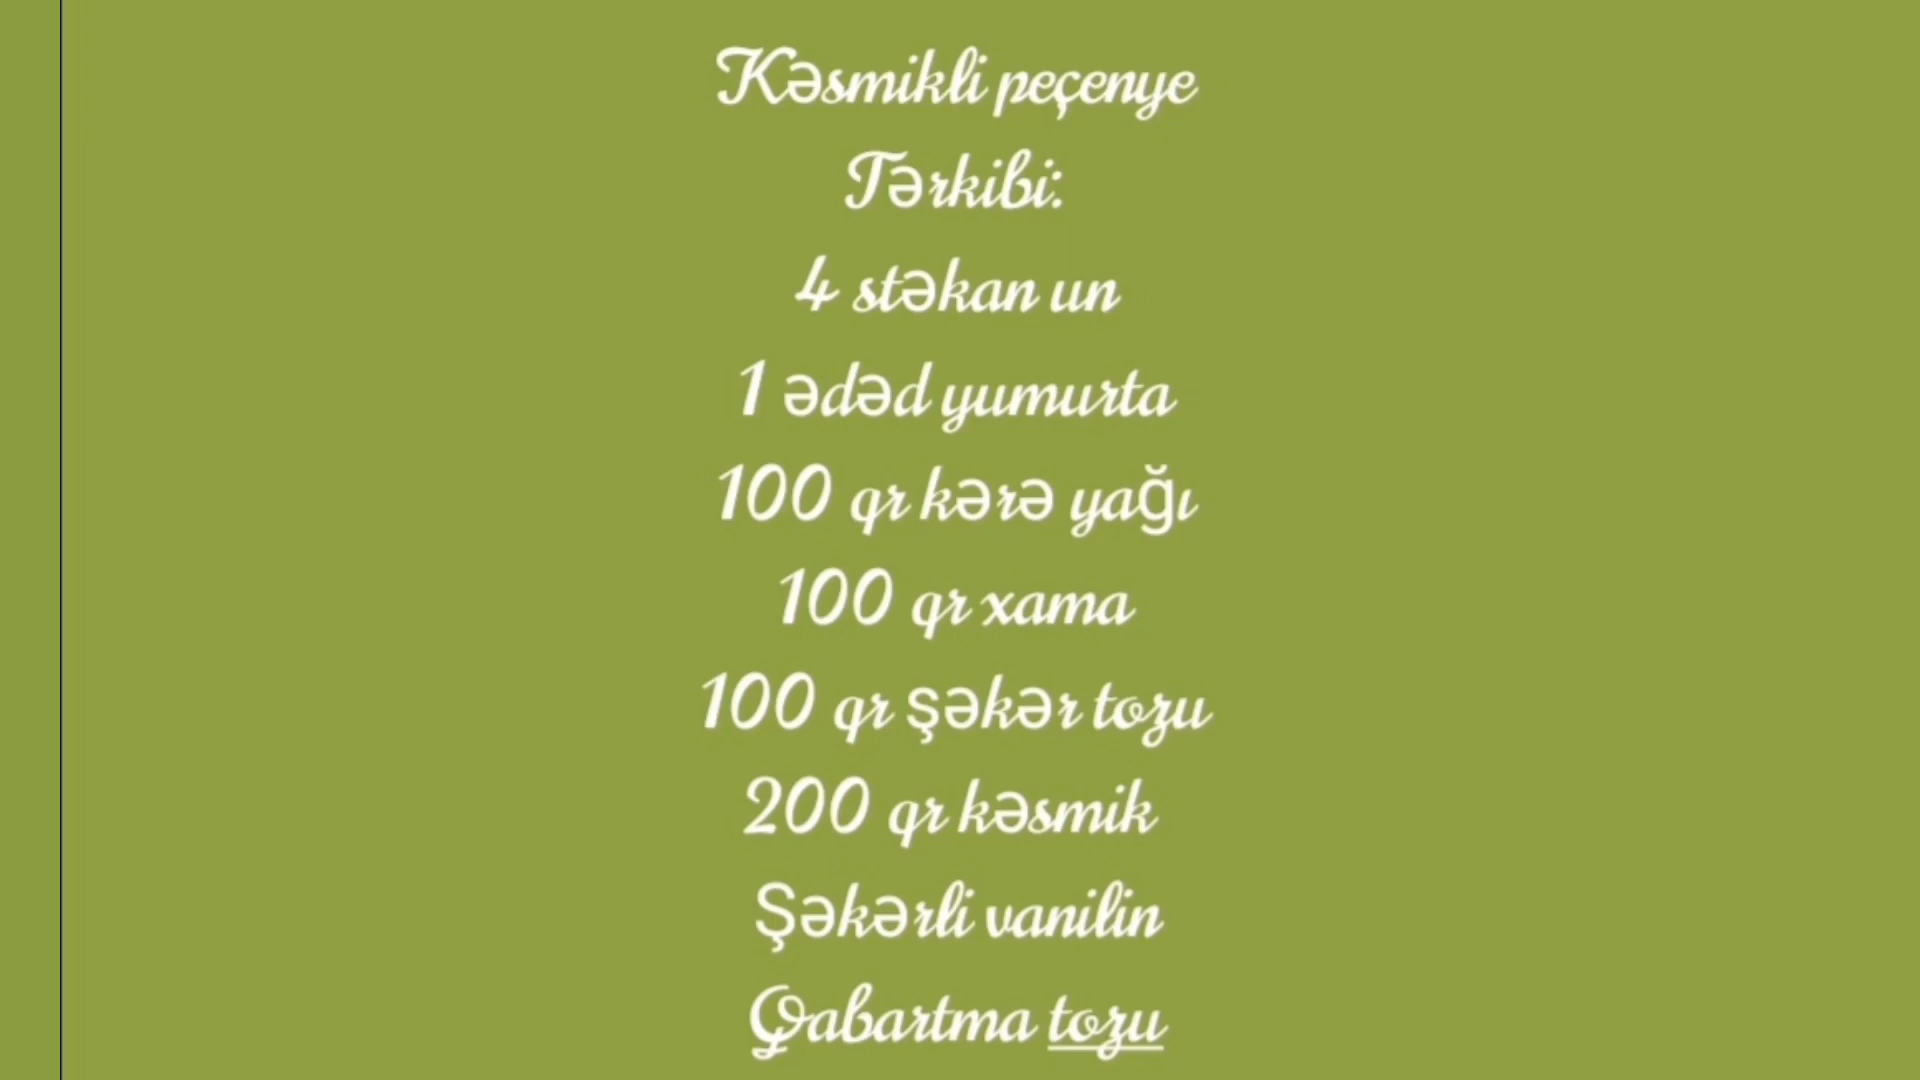 Kəsmikli peçenye
Tərkibi:
4 stəkan un
1 ədəd yumurta
100 qr kərə yağı
100 qr xama
100 qr şəkər tozu
200 qr kəsmik
Şəkərli vanilin
Qabartma tozu